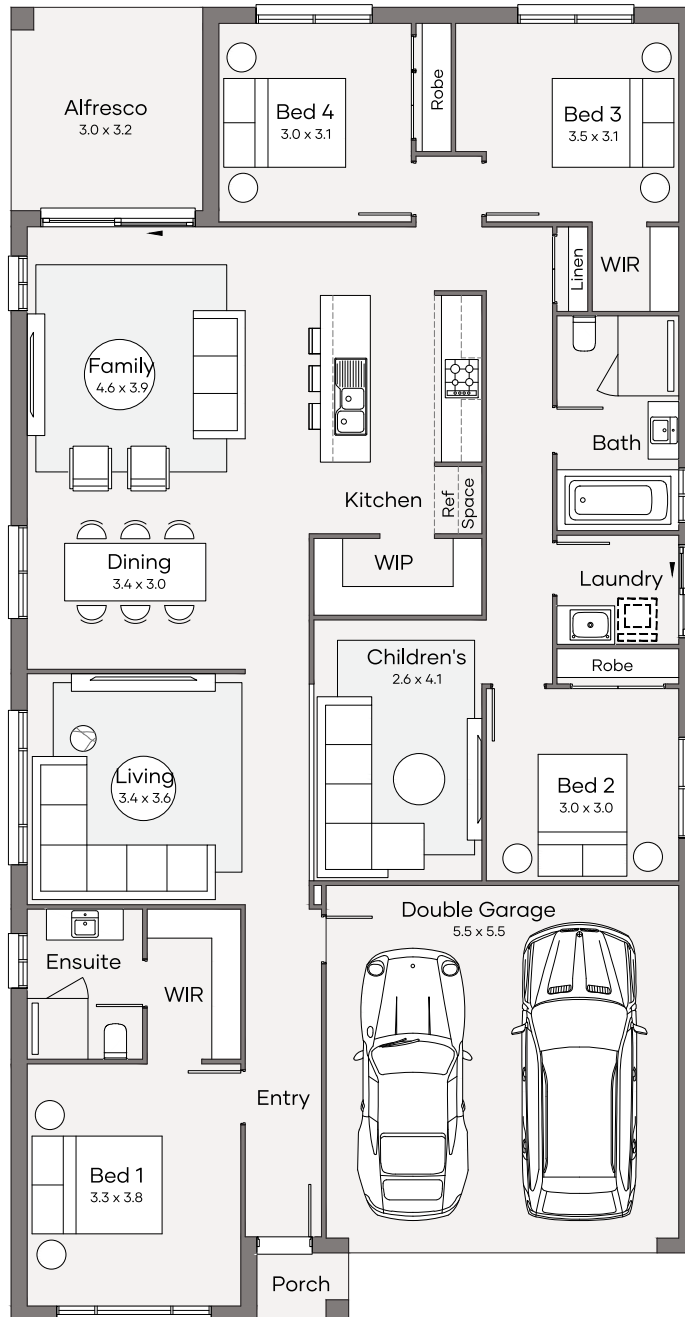 Alfresco
3.0 x 3.2
Bed 4
3.0 x 3.1
Robe
Bed 3
3.5 x 3.1
Linen
WIR
Family
4.6 x 3.9
Bath
Kitchen
Ref
Space
WIP
Dining
3.4 x 3.0
Laundry
Robe
Children's
2.6 x 4.1
Living
3.4 x 3.6
Bed 2
3.0 x 3.0
Double Garage
5.5 x 5.5
Ensuite
WIR
Entry
Bed 1
3.3 x 3.8
Porch